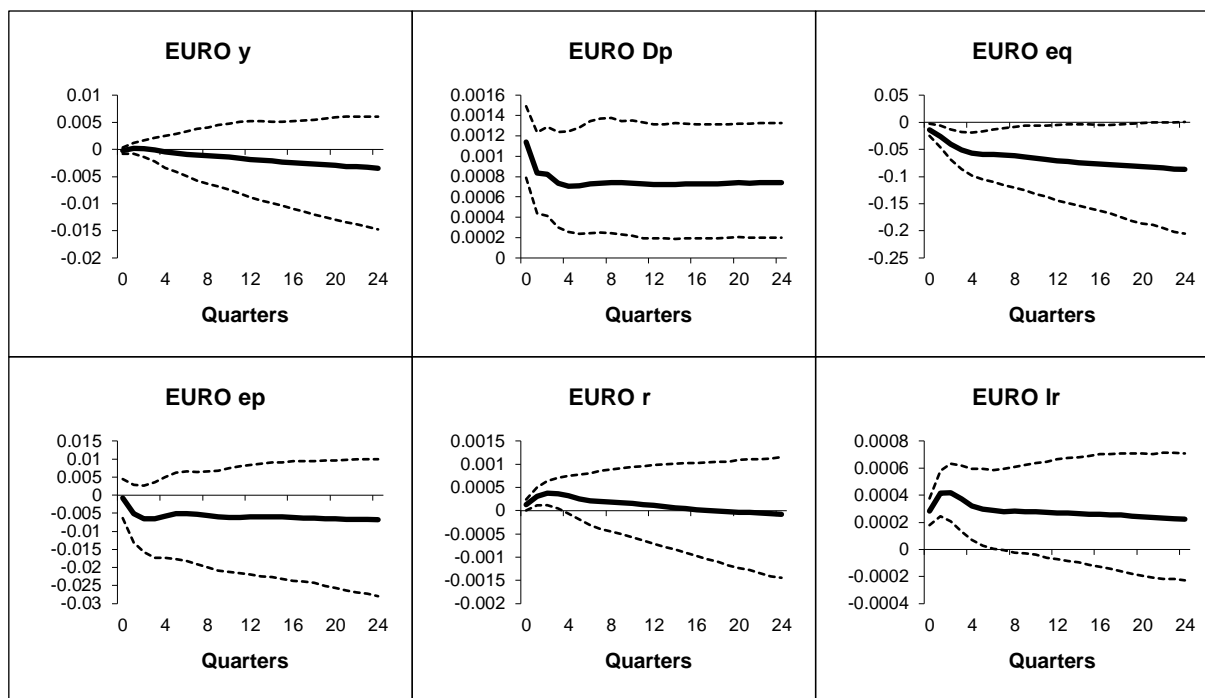 EURO y
0.01
0.005
0
-0.005
-0.01
-0.015
-0.02
0 4 8 12 16 20 24
Quarters
EURO Dp
0.0016
0.0014
0.0012
0.001
0.0008
0.0006
0.0004
0.0002
0
0 4 8 12 16 20 24
Quarters
EURO eq
0.05
0
-0.05
-0.1
-0.15
-0.2
-0.25
0 4 8 12 16 20 24
Quarters
EURO ep
0.015
0.01
0.005
0
-0.005
-0.01
-0.015
-0.02
-0.025
-0.03
0 4 8 12 16 20 24
Quarters
EURO r
0.0015
0.001
0.0005
0
-0.0005
-0.001
-0.0015
-0.002
0 4 8 12 16 20 24
Quarters
EURO lr
0.0008
0.0006
0.0004
0.0002
0
-0.0002
-0.0004
0 4 8 12 16 20 24
Quarters